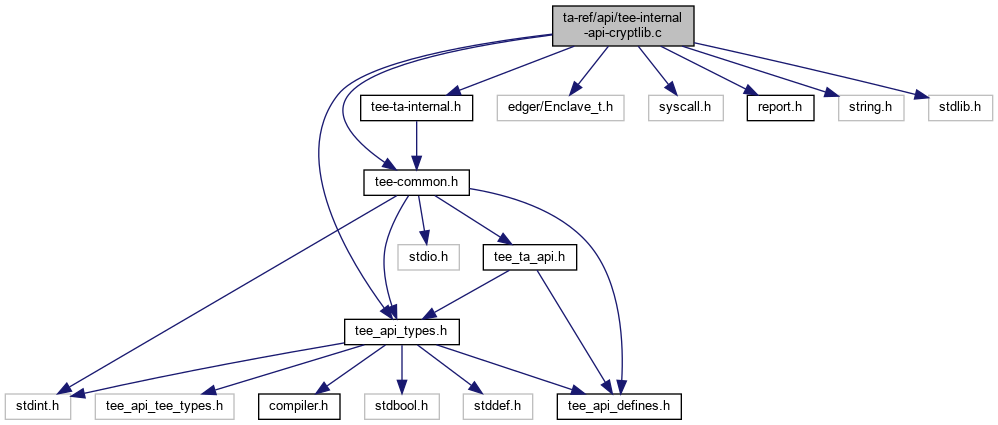 ta-ref/api/tee-internal
-api-cryptlib.c
tee-ta-internal.h
edger/Enclave_t.h
syscall.h
report.h
string.h
stdlib.h
tee-common.h
stdio.h
tee_ta_api.h
tee_api_types.h
stdint.h
tee_api_tee_types.h
compiler.h
stdbool.h
stddef.h
tee_api_defines.h